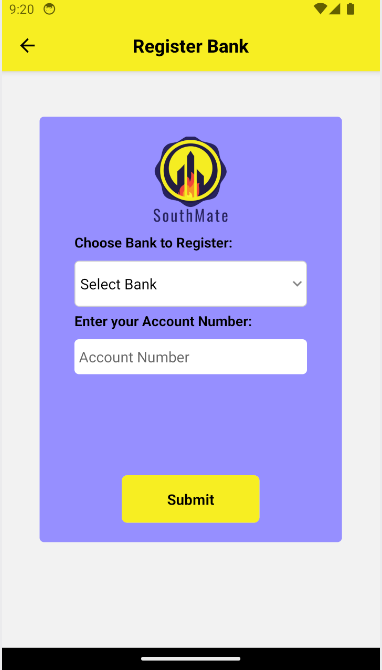 9:20
Register Bank
SouthMate
Choose Bank to Register:
Select Bank
Enter your Account Number:
Account Number
Submit